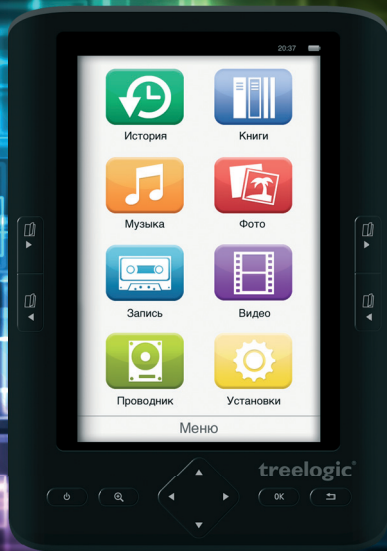 20:37
История Книги
Музыка Фото
Запись Видео
Проводник Установки
Меню
treelogic
OK